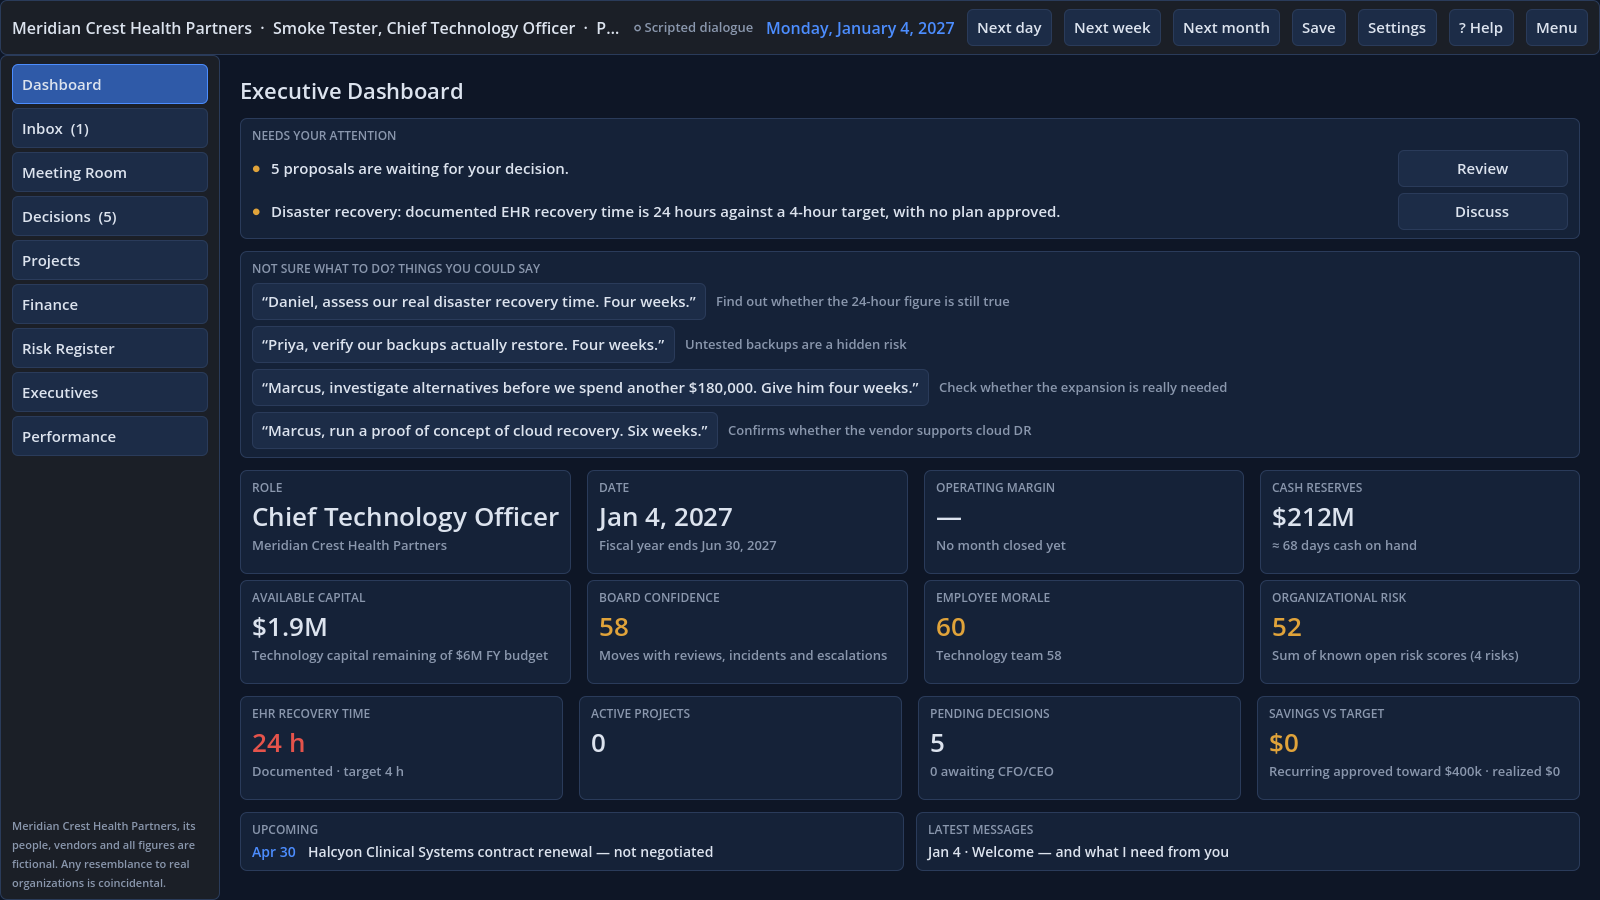 Meridian Crest Health Partners · Smoke Tester, Chief Technology Officer · P... Scripted dialogue Monday, January 4, 2027 Next day Next week Next month Save Settings ? Help Menu
Dashboard
Inbox (1)
Meeting Room
Decisions (5)
Projects
Finance
Risk Register
Executives
Performance
Meridian Crest Health Partners, its
people, vendors and all figures are
fictional. Any resemblance to real
organizations is coincidental.
Executive Dashboard
NEEDS YOUR ATTENTION
5 proposals are waiting for your decision. Review
Disaster recovery: documented EHR recovery time is 24 hours against a 4-hour target, with no plan approved. Discuss
NOT SURE WHAT TO DO? THINGS YOU COULD SAY
“Daniel, assess our real disaster recovery time. Four weeks.” Find out whether the 24-hour figure is still true
“Priya, verify our backups actually restore. Four weeks.” Untested backups are a hidden risk
“Marcus, investigate alternatives before we spend another $180,000. Give him four weeks.” Check whether the expansion is really needed
“Marcus, run a proof of concept of cloud recovery. Six weeks.” Confirms whether the vendor supports cloud DR
ROLE
Chief Technology Officer
Meridian Crest Health Partners
DATE
Jan 4, 2027
Fiscal year ends Jun 30, 2027
OPERATING MARGIN
—
No month closed yet
CASH RESERVES
$212M
≈ 68 days cash on hand
AVAILABLE CAPITAL
$1.9M
Technology capital remaining of $6M FY budget
BOARD CONFIDENCE
58
Moves with reviews, incidents and escalations
EMPLOYEE MORALE
60
Technology team 58
ORGANIZATIONAL RISK
52
Sum of known open risk scores (4 risks)
EHR RECOVERY TIME
24 h
Documented · target 4 h
ACTIVE PROJECTS
0
PENDING DECISIONS
5
0 awaiting CFO/CEO
SAVINGS VS TARGET
$0
Recurring approved toward $400k · realized $0
UPCOMING
Apr 30 Halcyon Clinical Systems contract renewal — not negotiated
LATEST MESSAGES
Jan 4 · Welcome — and what I need from you